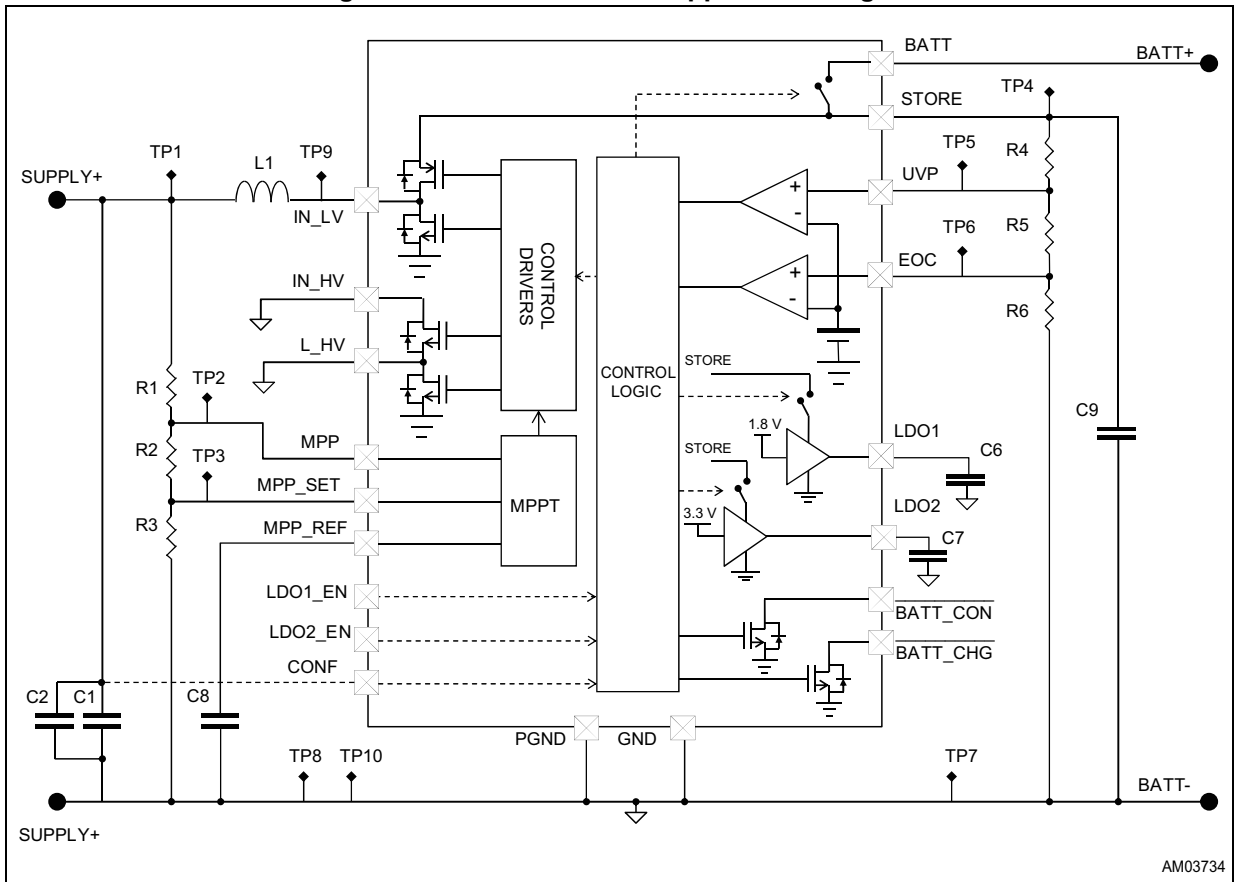 BATT
BATT+
STORE
TP4
TP1
L1
TP9
TP5
R4
SUPPLY+
UVP
IN_LV
R5
TP6
EOC
IN_HV
CONTROL
DRIVERS
R6
L_HV
STORE
CONTROL
LOGIC
R1
TP2
C9
1.8 V
LDO1
MPP
C6
R2
TP3
STORE
MPP_SET
MPPT
LDO2
R3
3.3 V
MPP_REF
C7
LDO1_EN
BATT_CON
LDO2_EN
BATT_CHG
CONF
C2
C1
C8
PGND
GND
TP8
TP10
TP7
BATT-
SUPPLY+
AM03734